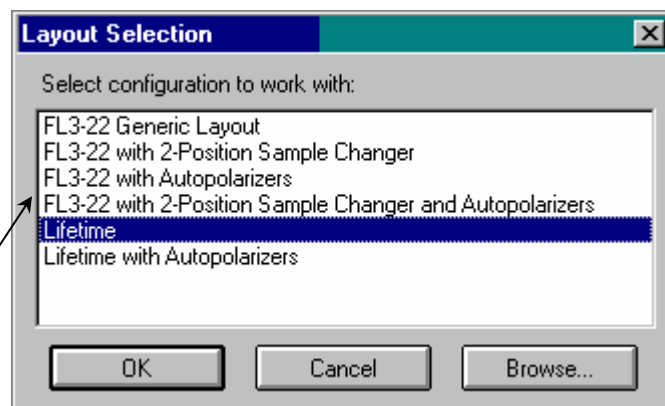 Layout Selection
Select configuration to work with:
FL3-22 Generic Layout
FL3-22 with 2-Position Sample Changer
FL3-22 with Autopolarizers
FL3-22 with 2-Position Sample Changer and Autopolarizers
Lifetime
Lifetime with Autopolarizers
OK Cancel Browse...